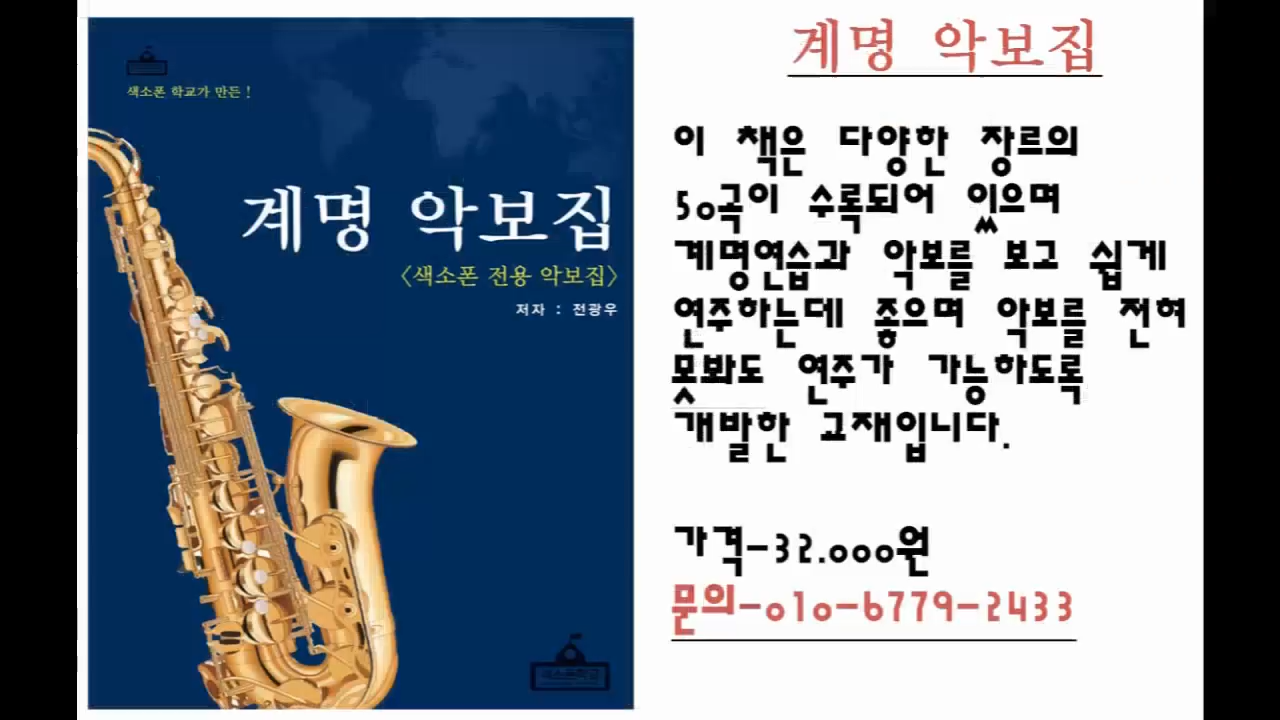 색소폰 학교가 만든 !
계명 악보집
<색소폰 전용 악보집>
저자 : 전광우
색소폰학교
계명 악보집
이 책은 다양한 장르의
50곡이 수록되어 있으며
계명연습과 악보를 보고 쉽게
연주하는데 좋으며 악보를 전혀
못봐도 연주가 가능하도록
개발한 교재입니다.
가격-32.000원
문의-010-6779-2433